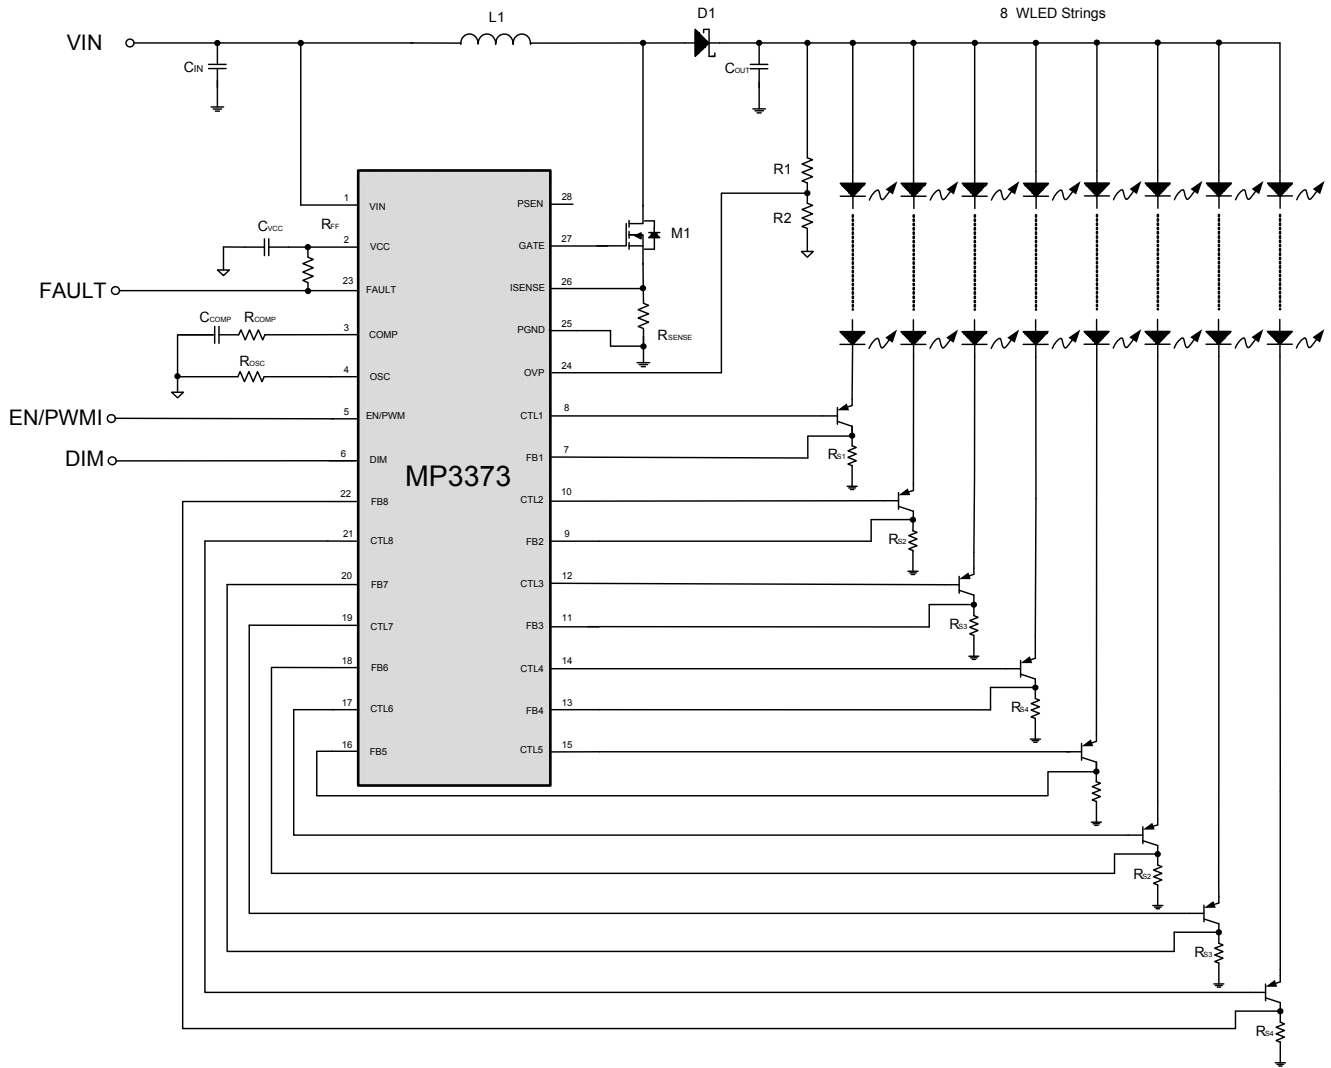 8 WLED Strings
L1
D1
VIN
CIN
COUT
R1
R2
MP3373
1
VIN
2
VCC
23
FAULT
3
COMP
4
OSC
5
EN/PWM
6
DIM
22
FB8
21
CTL8
20
FB7
19
CTL7
18
FB6
17
CTL6
16
FB5
PSEN
28
GATE
27
ISENSE
26
PGND
25
OVP
24
CTL1
8
FB1
7
CTL2
10
FB2
9
CTL3
12
FB3
11
CTL4
14
FB4
13
CTL5
15
CVCC
RFF
FAULT
CCOMP
RCOMP
ROSC
EN/PWMI
DIM
M1
RSENSE
RS1
RS2
RS3
RS4
RS2
RS3
RS4